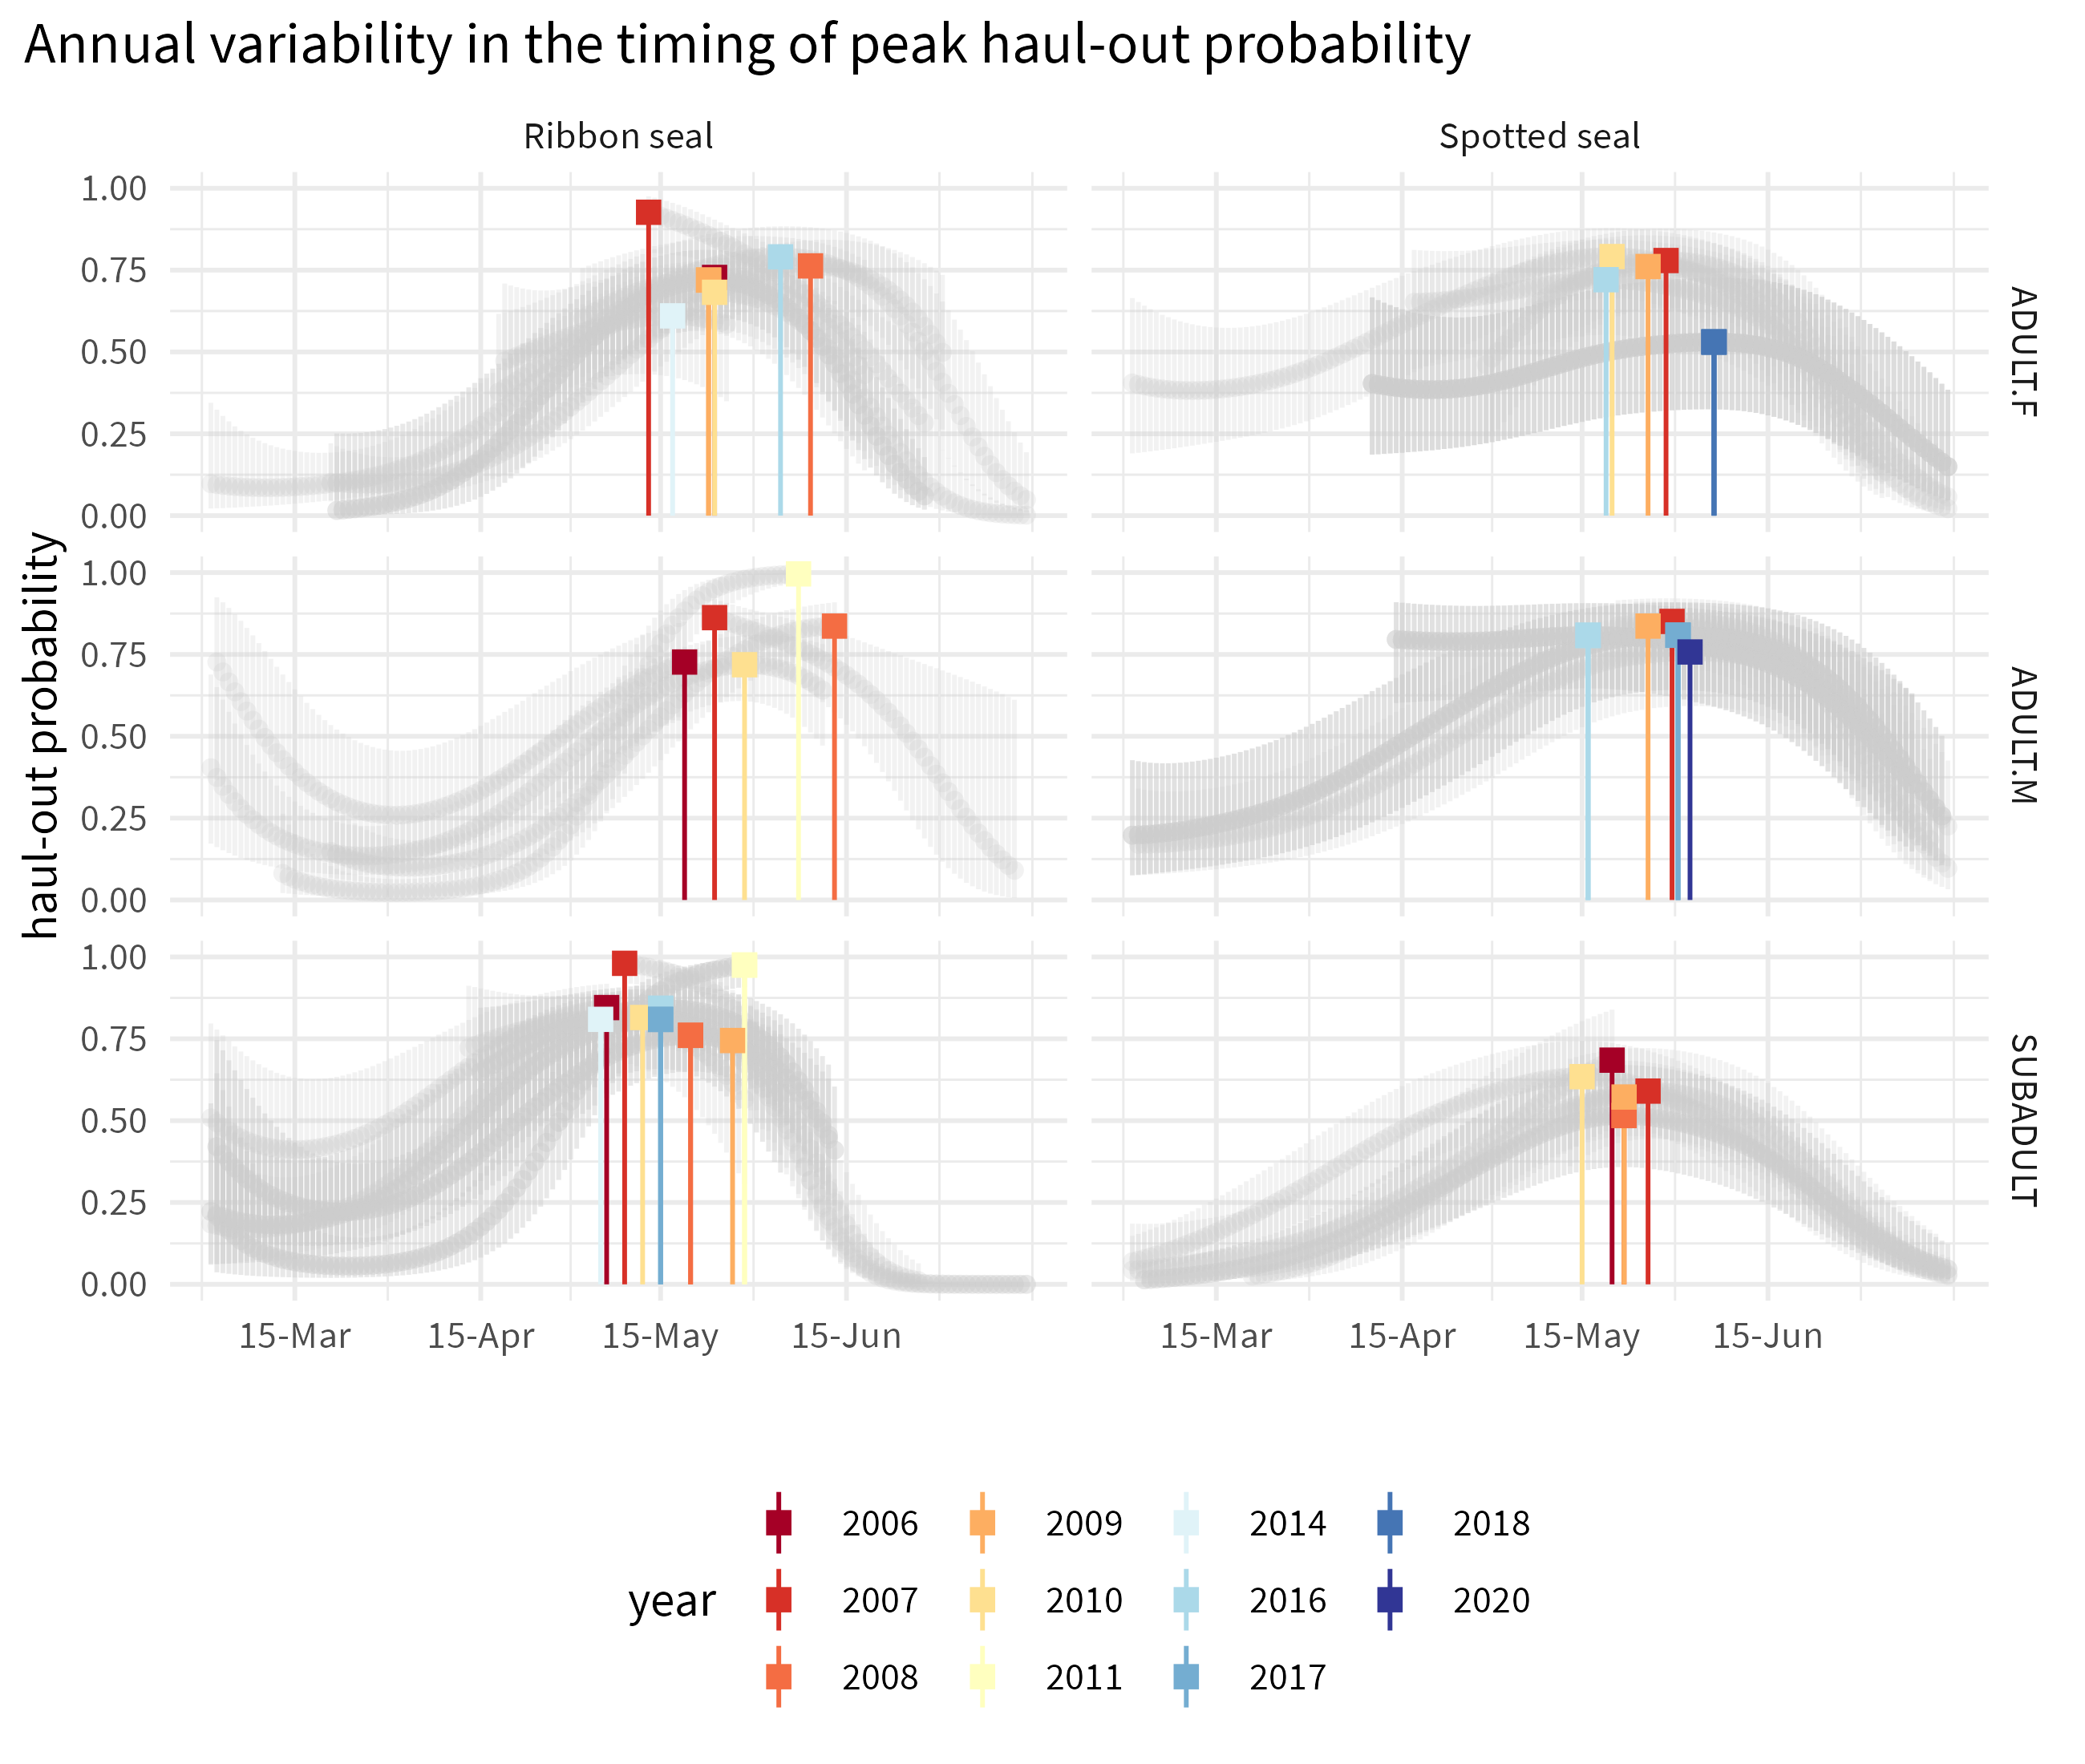 Annual variability in the timing of peak haul-out probability
Ribbon seal
Spotted seal
haul-out probability
1.00
0.75
0.50
0.25
0.00
ADULT.F
1.00
0.75
0.50
0.25
0.00
ADULT.M
1.00
0.75
0.50
0.25
0.00
SUBADULT
15-Mar 15-Apr 15-May 15-Jun
15-Mar 15-Apr 15-May 15-Jun
year
2006 2009 2014 2018
2007 2010 2016 2020
2008 2011 2017